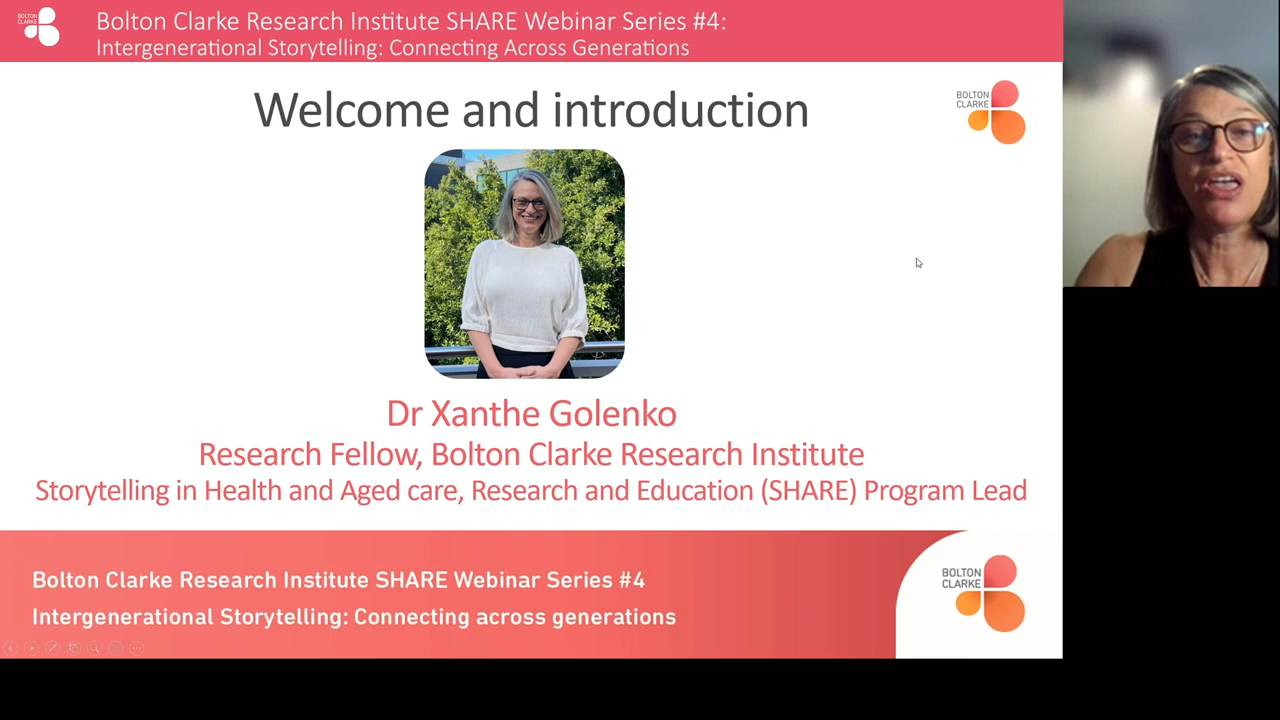 BOLTON
CLARKE
Bolton Clarke Research Institute SHARE Webinar Series #4:
Intergenerational Storytelling: Connecting Across Generations
Welcome and introduction
BOLTON
CLARKE
Dr Xanthe Golenko
Research Fellow, Bolton Clarke Research Institute
Storytelling in Health and Aged care, Research and Education (SHARE) Program Lead
Bolton Clarke Research Institute SHARE Webinar Series #4
Intergenerational Storytelling: Connecting across generations
BOLTON
CLARKE